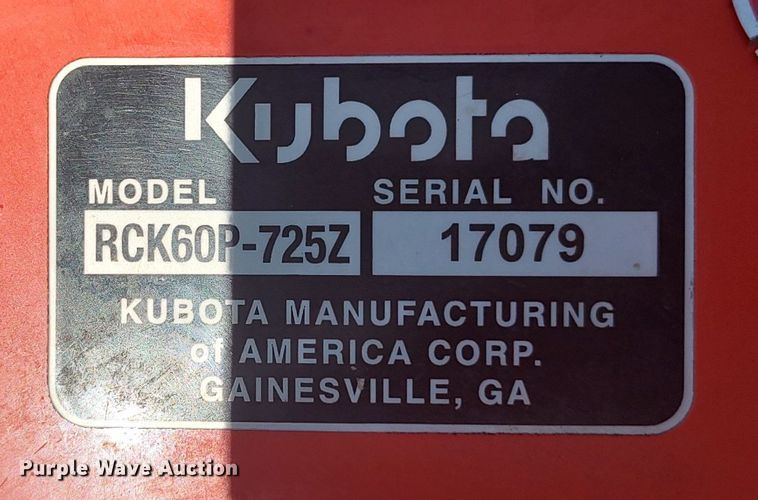 Kubota
MODEL SERIAL NO.
RCK60P-725Z 17079
KUBOTA MANUFACTURING
of AMERICA CORP.
GAINESVILLE, GA
Purple Wave Auction